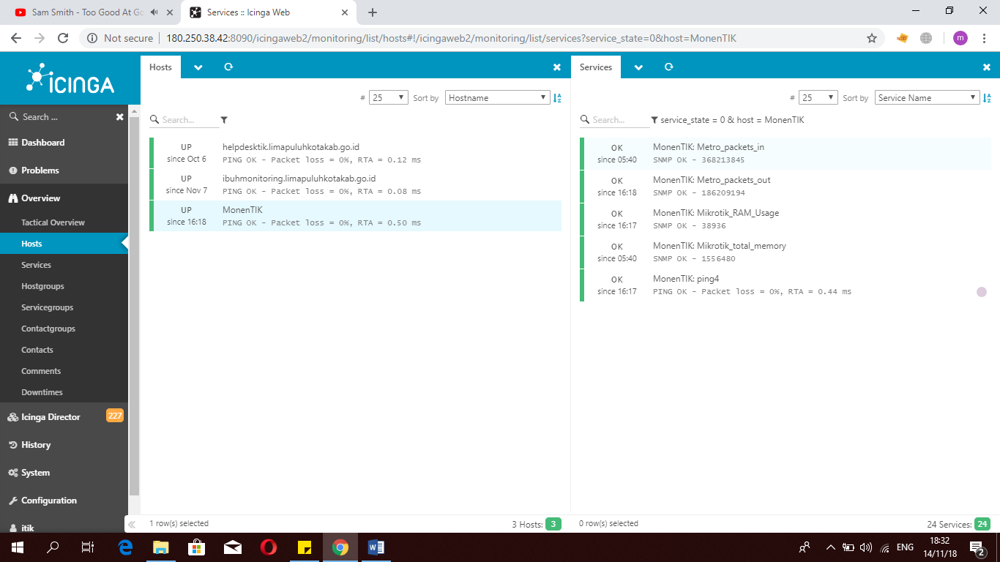 Sam Smith - Too Good At Go
Services :: Icinga Web
Not secure | 180.250.38.42:8090/icingaweb2/monitoring/list/hosts#!/icingaweb2/monitoring/list/services?service_state=0&host=MonenTIK
m
ICINGA
Search ...
Dashboard
Problems
Overview
Tactical Overview
Hosts
Services
Hostgroups
Servicegroups
Contactgroups
Contacts
Comments
Downtimes
Icinga Director 227
History
System
Configuration
itik
Hosts
# 25 Sort by Hostname
Search...
UP helpdesktik.limapuluhkotakab.go.id
since Oct 6 PING OK - Packet loss = 0%, RTA = 0.12 ms
UP ibuhmonitoring.limapuluhkotakab.go.id
since Nov 7 PING OK - Packet loss = 0%, RTA = 0.08 ms
UP MonenTIK
since 16:18 PING OK - Packet loss = 0%, RTA = 0.50 ms
1 row(s) selected 3 Hosts: 3
Services
# 25 Sort by Service Name
Search... service_state = 0 & host = MonenTIK
OK MonenTIK: Metro_packets_in
since 05:40 SNMP OK - 368213845
OK MonenTIK: Metro_packets_out
since 16:18 SNMP OK - 186209194
OK MonenTIK: Mikrotik_RAM_Usage
since 16:17 SNMP OK - 38936
OK MonenTIK: Mikrotik_total_memory
since 05:40 SNMP OK - 1556480
OK MonenTIK: ping4
since 16:17 PING OK - Packet loss = 0%, RTA = 0.44 ms
0 row(s) selected 24 Services: 24
ENG
18:32
14/11/18
2